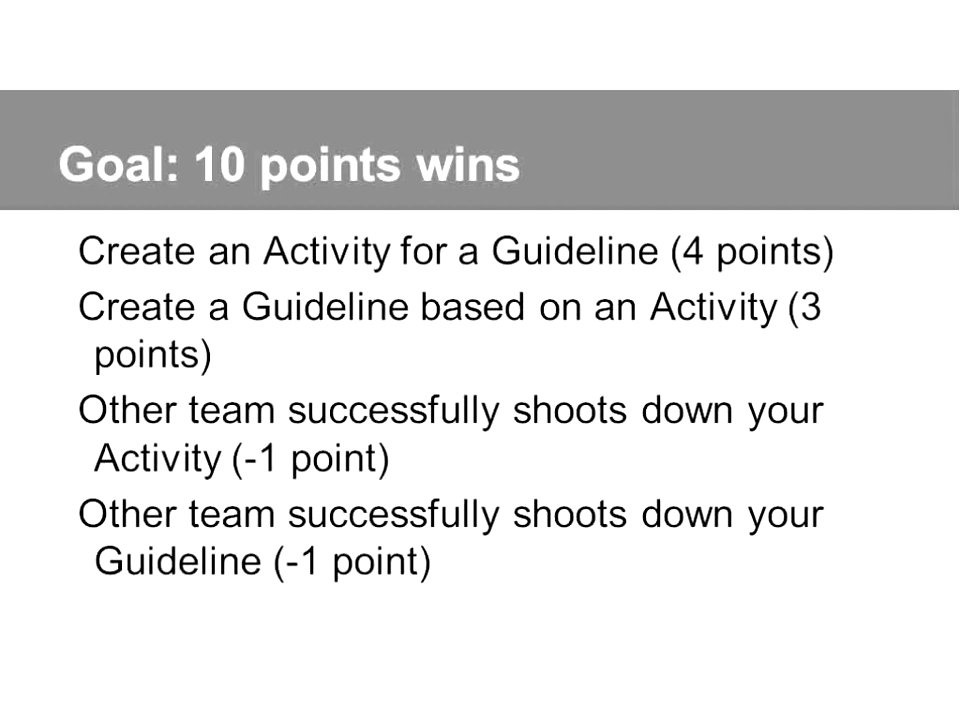 Goal: 10 points wins
Create an Activity for a Guideline (4 points)
Create a Guideline based on an Activity (3
points)
Other team successfully shoots down your
Activity (-1 point)
Other team successfully shoots down your
Guideline (-1 point)